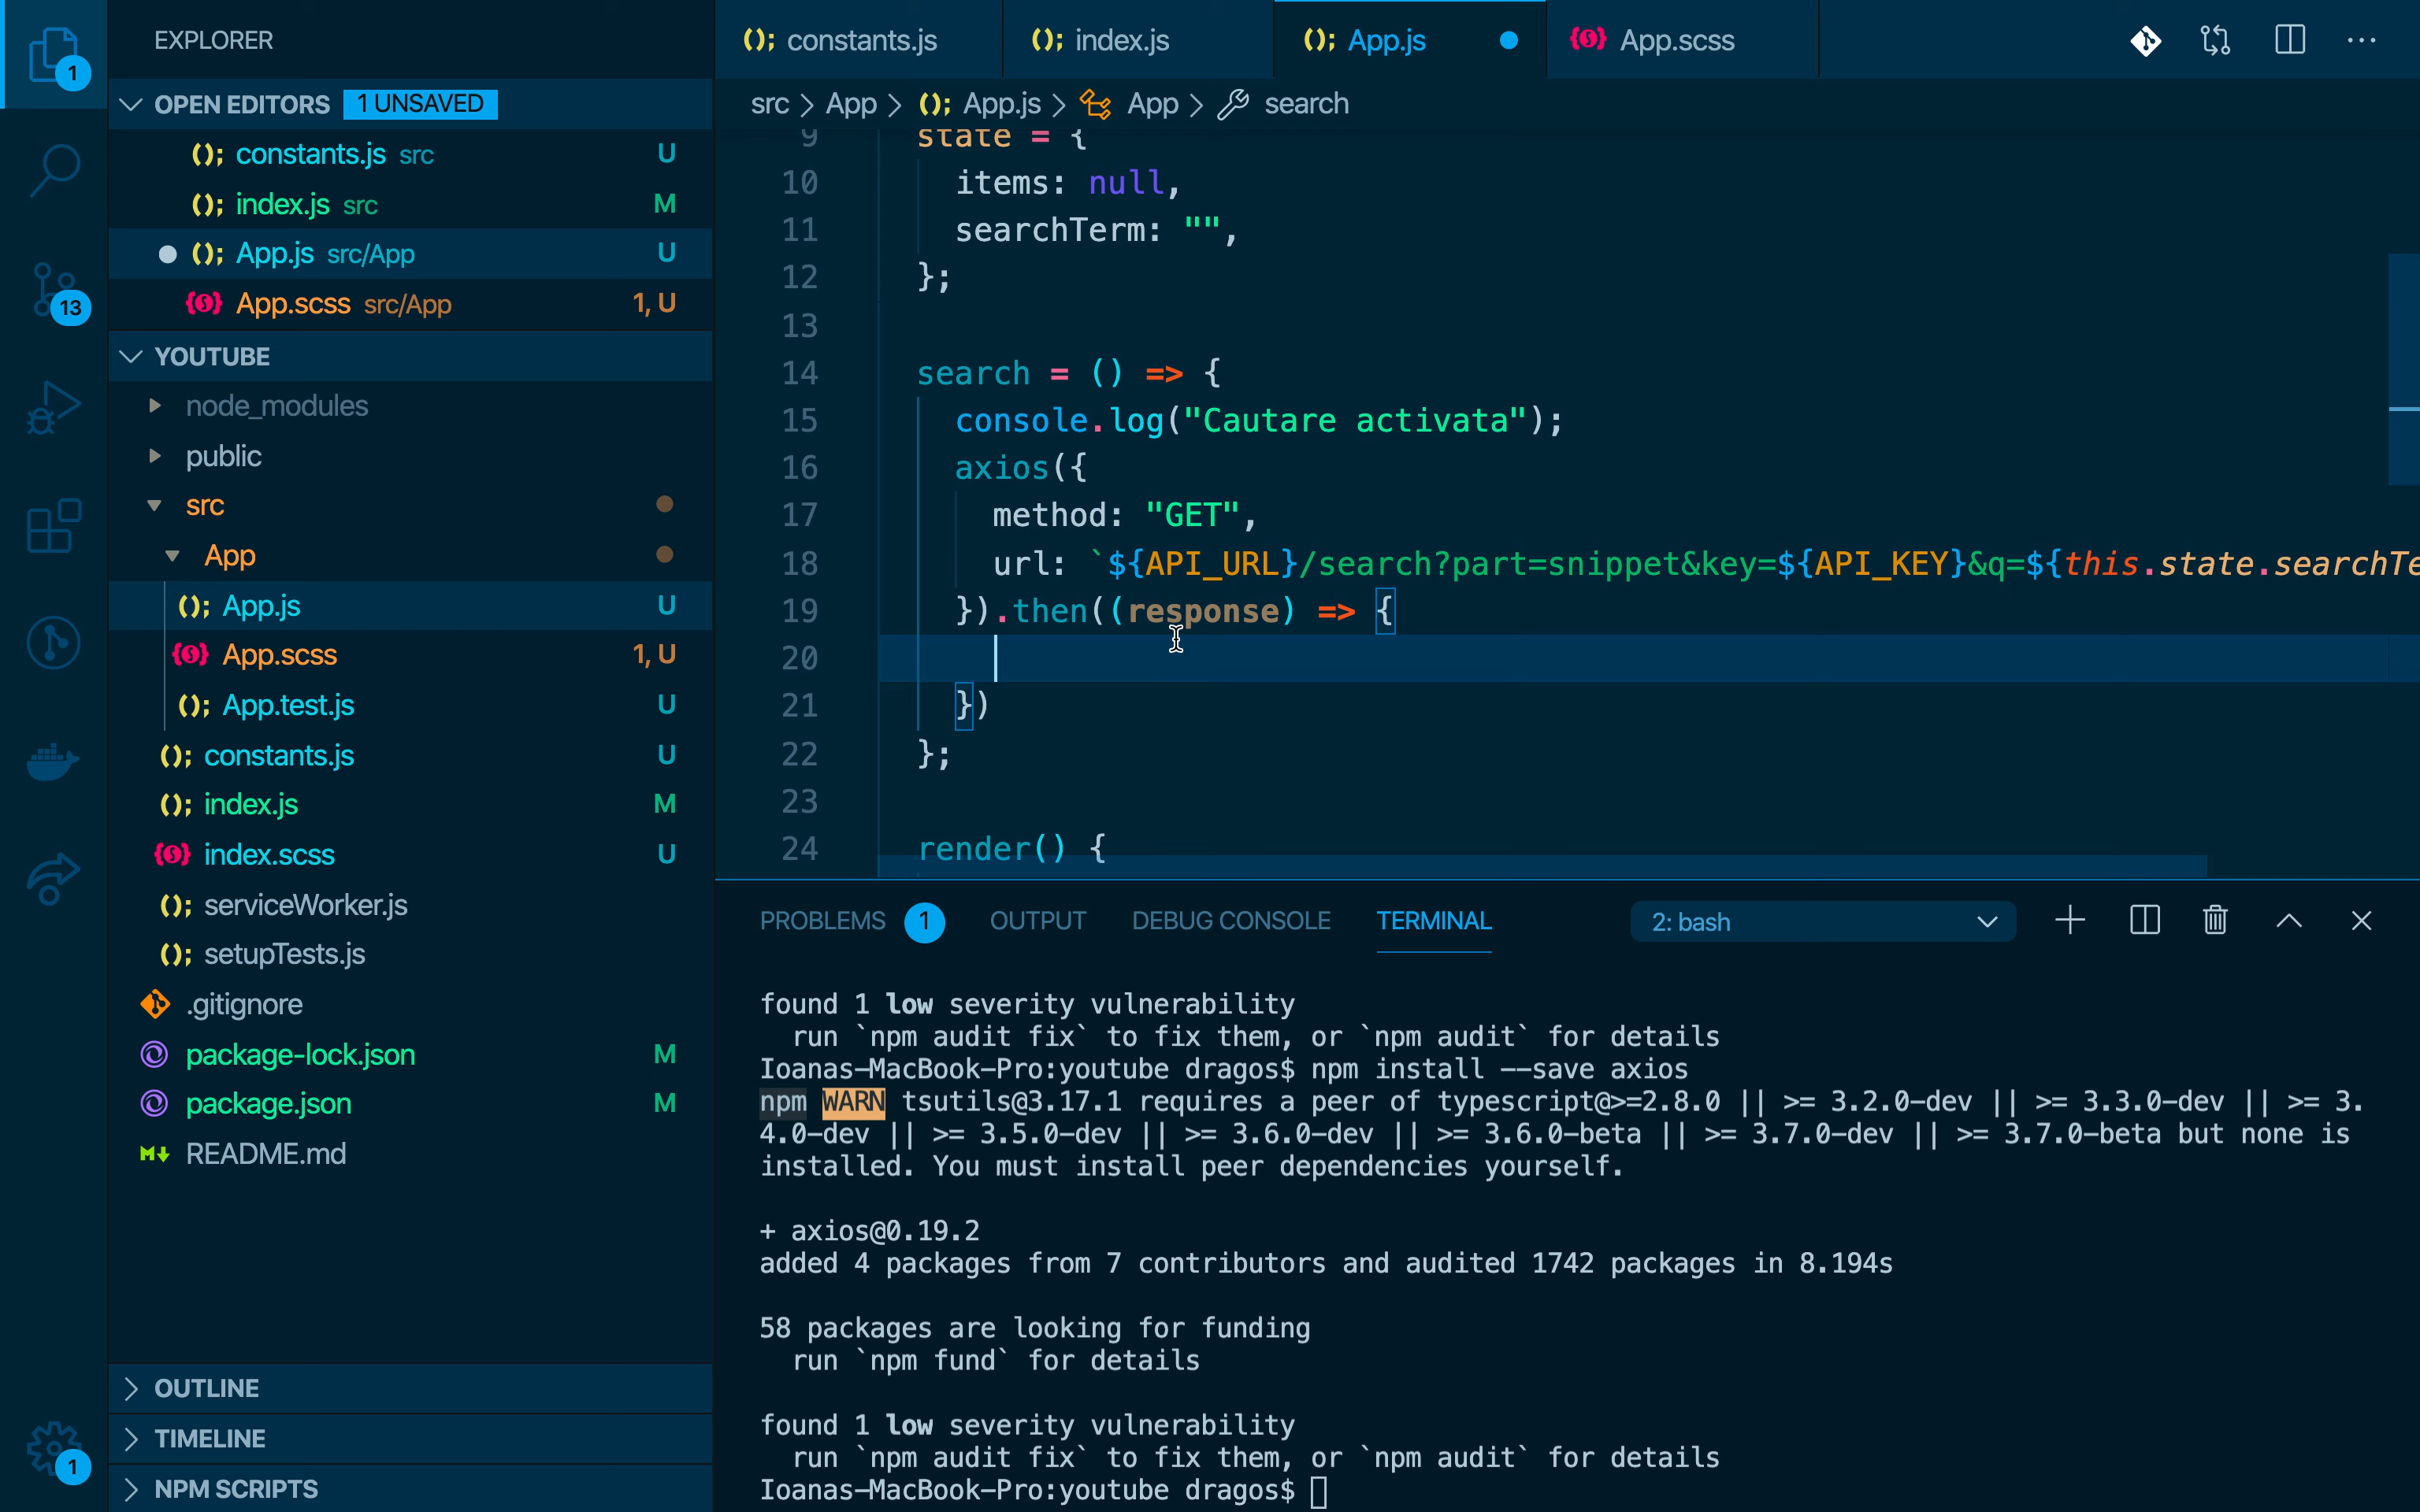 EXPLORER
OPEN EDITORS 1 UNSAVED
constants.js src U
index.js src M
App.js src/App U
App.scss src/App 1, U
YOUTUBE
node_modules
public
src
App
App.js U
App.scss 1, U
App.test.js U
constants.js U
index.js M
index.scss U
serviceWorker.js
setupTests.js
.gitignore
package-lock.json M
package.json M
README.md
OUTLINE
TIMELINE
NPM SCRIPTS
1
13
1
constants.js index.js App.js App.scss
src > App > App.js > App > search
9 state = {
10 items: null,
11 searchTerm: "",
12 };
13
14 search = () => {
15 console.log("Cautare activata");
16 axios({
17 method: "GET",
18 url: `${API_URL}/search?part=snippet&key=${API_KEY}&q=${this.state.searchTe
19 }).then((response) => {
20
21 })
22 };
23
24 render() {
PROBLEMS 1 OUTPUT DEBUG CONSOLE TERMINAL 2: bash
found 1 low severity vulnerability
run `npm audit fix` to fix them, or `npm audit` for details
Ioanas-MacBook-Pro:youtube dragos$ npm install --save axios
npm WARN tsutils@3.17.1 requires a peer of typescript@>=2.8.0 || >= 3.2.0-dev || >= 3.3.0-dev || >= 3.
4.0-dev || >= 3.5.0-dev || >= 3.6.0-dev || >= 3.6.0-beta || >= 3.7.0-dev || >= 3.7.0-beta but none is
installed. You must install peer dependencies yourself.
+ axios@0.19.2
added 4 packages from 7 contributors and audited 1742 packages in 8.194s
58 packages are looking for funding
run `npm fund` for details
found 1 low severity vulnerability
run `npm audit fix` to fix them, or `npm audit` for details
Ioanas-MacBook-Pro:youtube dragos$